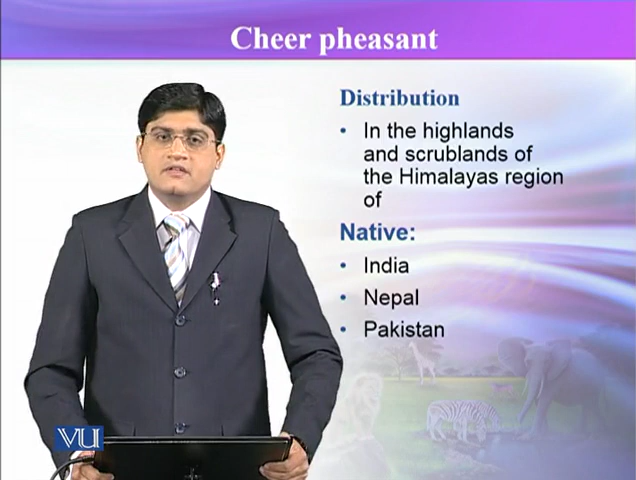 Cheer pheasant
Distribution
• In the highlands
and scrublands of
the Himalayas region
of
Native:
• India
• Nepal
• Pakistan
VU